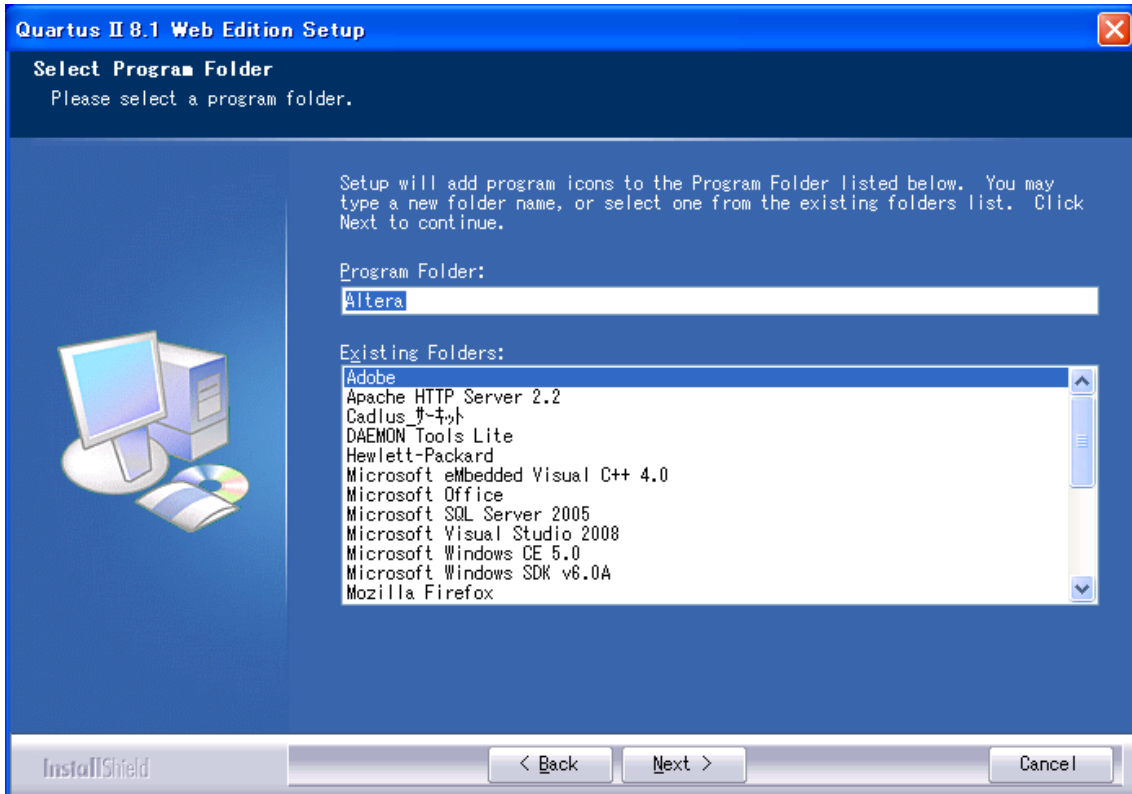 Quartus II 8.1 Web Edition Setup
Select Program Folder
Please select a program folder.
Setup will add program icons to the Program Folder listed below. You may
type a new folder name, or select one from the existing folders list. Click
Next to continue.
Program Folder:
Altera
Existing Folders:
Adobe
Apache HTTP Server 2.2
Cadlus_サーキット
DAEMON Tools Lite
Hewlett-Packard
Microsoft eMbedded Visual C++ 4.0
Microsoft Office
Microsoft SQL Server 2005
Microsoft Visual Studio 2008
Microsoft Windows CE 5.0
Microsoft Windows SDK v6.0A
Mozilla Firefox
InstallShield
< Back
Next >
Cancel